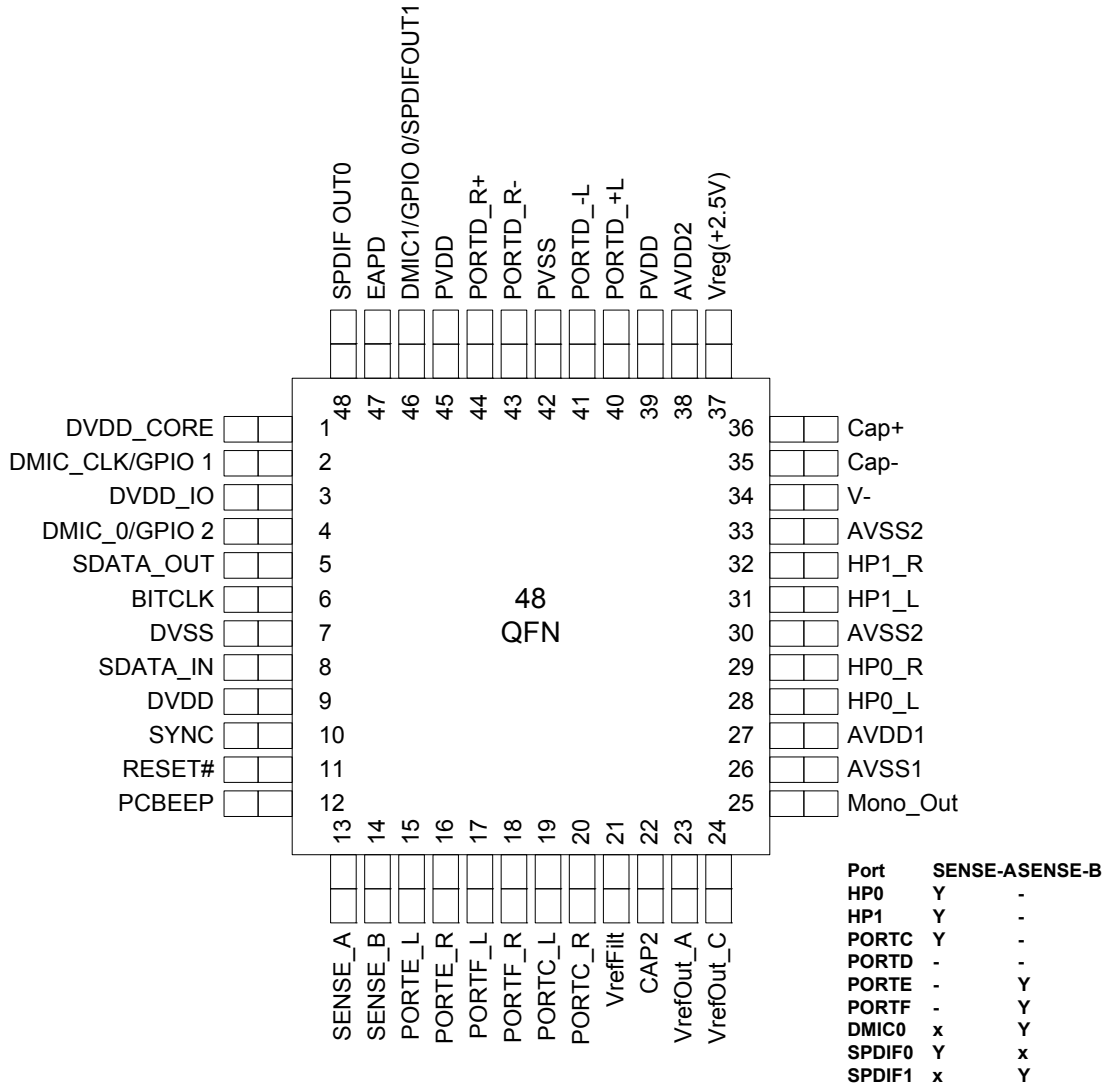 SPDIF OUT0
EAPD
DMIC1/GPIO 0/SPDIFOUT1
PVDD
PORTD_R+
PORTD_R-
PVSS
PORTD_-L
PORTD_+L
PVDD
AVDD2
Vreg(+2.5V)
48 47 46 45 44 43 42 41 40 39 38 37
DVDD_CORE 1
DMIC_CLK/GPIO 1 2
DVDD_IO 3
DMIC_0/GPIO 2 4
SDATA_OUT 5
BITCLK 6
DVSS 7
SDATA_IN 8
DVDD 9
SYNC 10
RESET# 11
PCBEEP 12
48
QFN
36 Cap+
35 Cap-
34 V-
33 AVSS2
32 HP1_R
31 HP1_L
30 AVSS2
29 HP0_R
28 HP0_L
27 AVDD1
26 AVSS1
25 Mono_Out
13 14 15 16 17 18 19 20 21 22 23 24
SENSE_A
SENSE_B
PORTE_L
PORTE_R
PORTF_L
PORTF_R
PORTC_L
PORTC_R
VrefFilt
CAP2
VrefOut_A
VrefOut_C
Port SENSE-ASENSE-B
HP0 Y -
HP1 Y -
PORTC Y -
PORTD - -
PORTE - Y
PORTF - Y
DMIC0 x Y
SPDIF0 Y x
SPDIF1 x Y